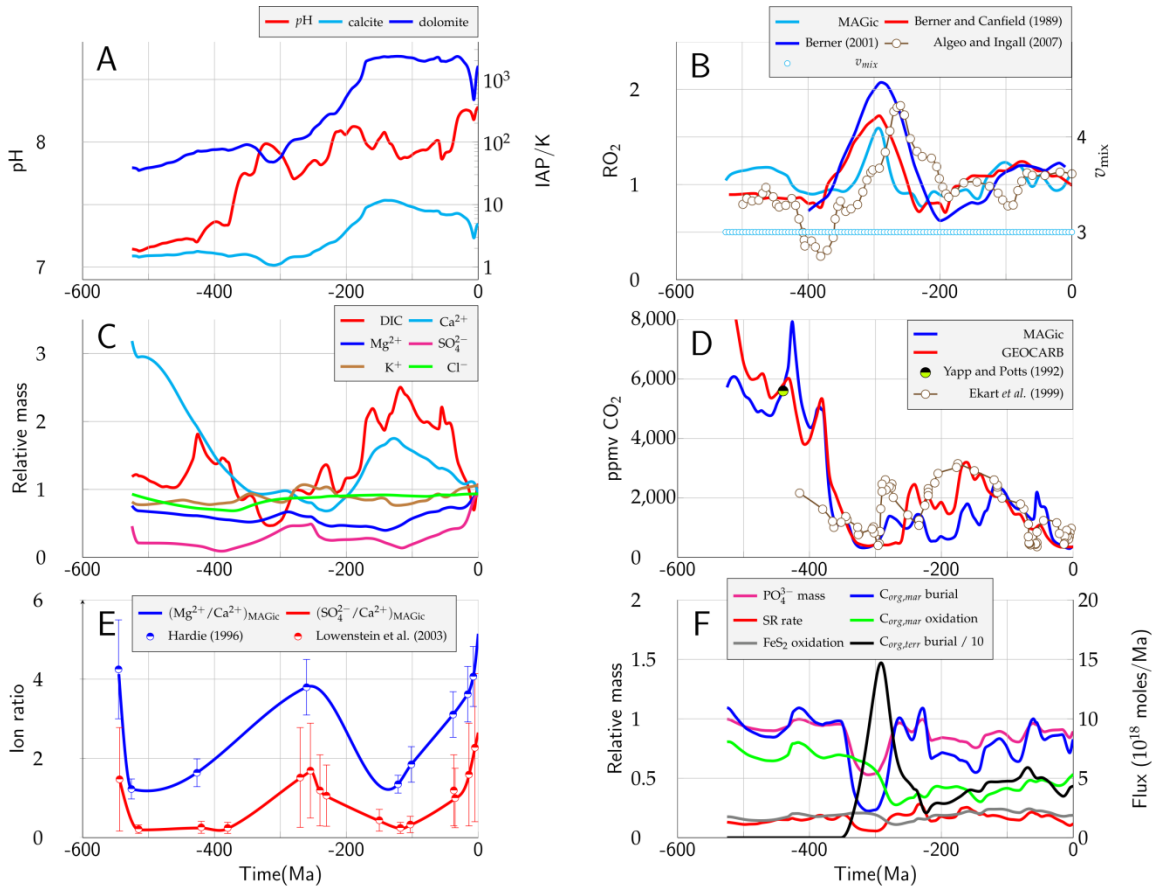 pH calcite dolomite
A
8
7
pH
10³
10²
10
1
IAP/K
-600 -400 -200 0
MAGic Berner and Canfield (1989)
Berner (2001) Algeo and Ingall (2007)
v_mix
B
2
1
0
RO₂
4
3
v_mix
-600 -400 -200 0
DIC Ca²⁺
Mg²⁺ SO₄²⁻
K⁺ Cl⁻
C
3
2
1
0
Relative mass
-600 -400 -200 0
MAGic
GEOCARB
Yapp and Potts (1992)
Ekart et al. (1999)
D
8,000
6,000
4,000
2,000
0
ppmv CO₂
-600 -400 -200 0
(Mg²⁺/Ca²⁺)MAGic (SO₄²⁻/Ca²⁺)MAGic
Hardie (1996) Lowenstein et al. (2003)
E
6
4
2
0
Ion ratio
-600 -400 -200 0
Time(Ma)
PO₄³⁻ mass C_org,mar burial
SR rate C_org,mar oxidation
FeS₂ oxidation C_org,terr burial / 10
F
2
1.5
1
0.5
0
Relative mass
20
15
10
5
0
Flux (10¹⁸ moles/Ma)
-600 -400 -200 0
Time(Ma)